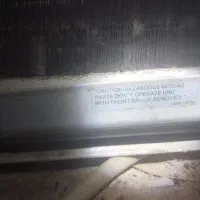 CAUTION HAZARDOUS MOVING
PARTS DON'T OPERATE UNIT
WITH FRONT GRILLE REMOVED